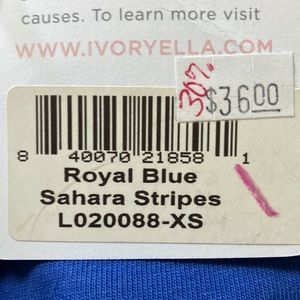 causes. To learn more visit
WWW.IVORYELLA.COM
30%
$36.00
8 40070 21858 1
Royal Blue
Sahara Stripes
L020088-XS